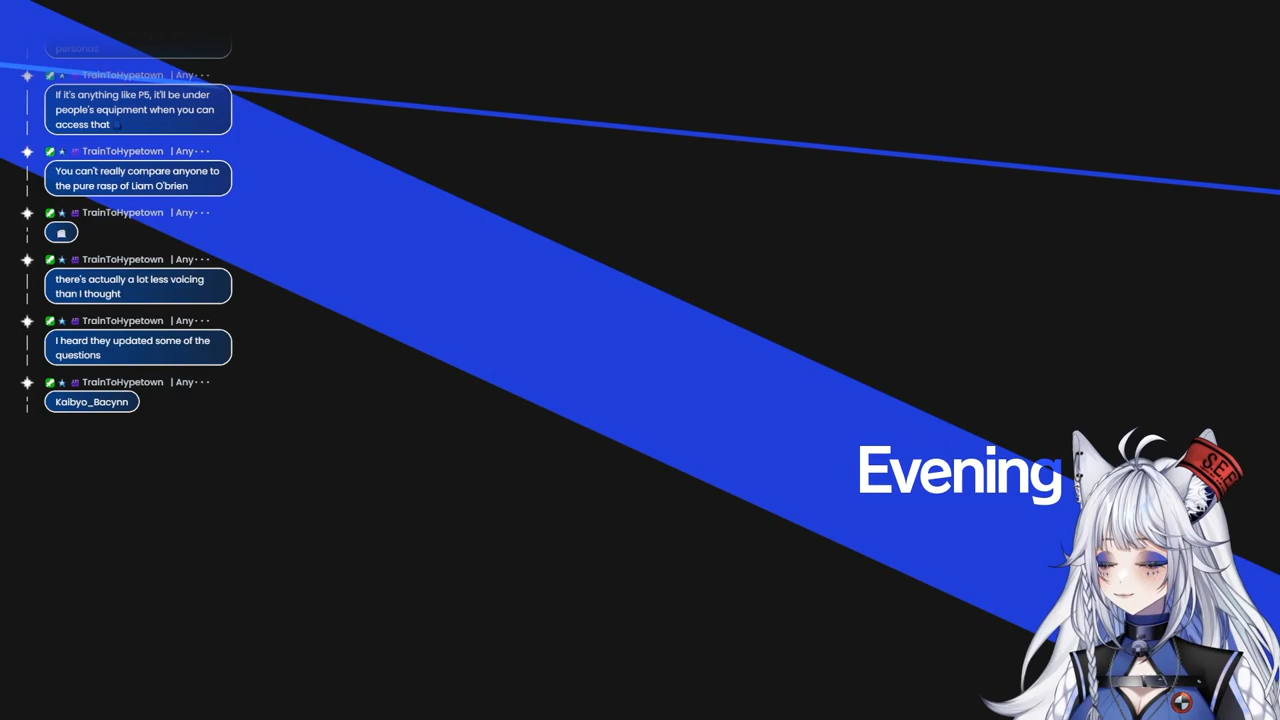 personas
TrainToHypetown | Any···
If it's anything like P5, it'll be under
people's equipment when you can
access that
TrainToHypetown | Any···
You can't really compare anyone to
the pure rasp of Liam O'brien
TrainToHypetown | Any···
TrainToHypetown | Any···
there's actually a lot less voicing
than I thought
TrainToHypetown | Any···
I heard they updated some of the
questions
TrainToHypetown | Any···
Kaibyo_Bacynn
Evening